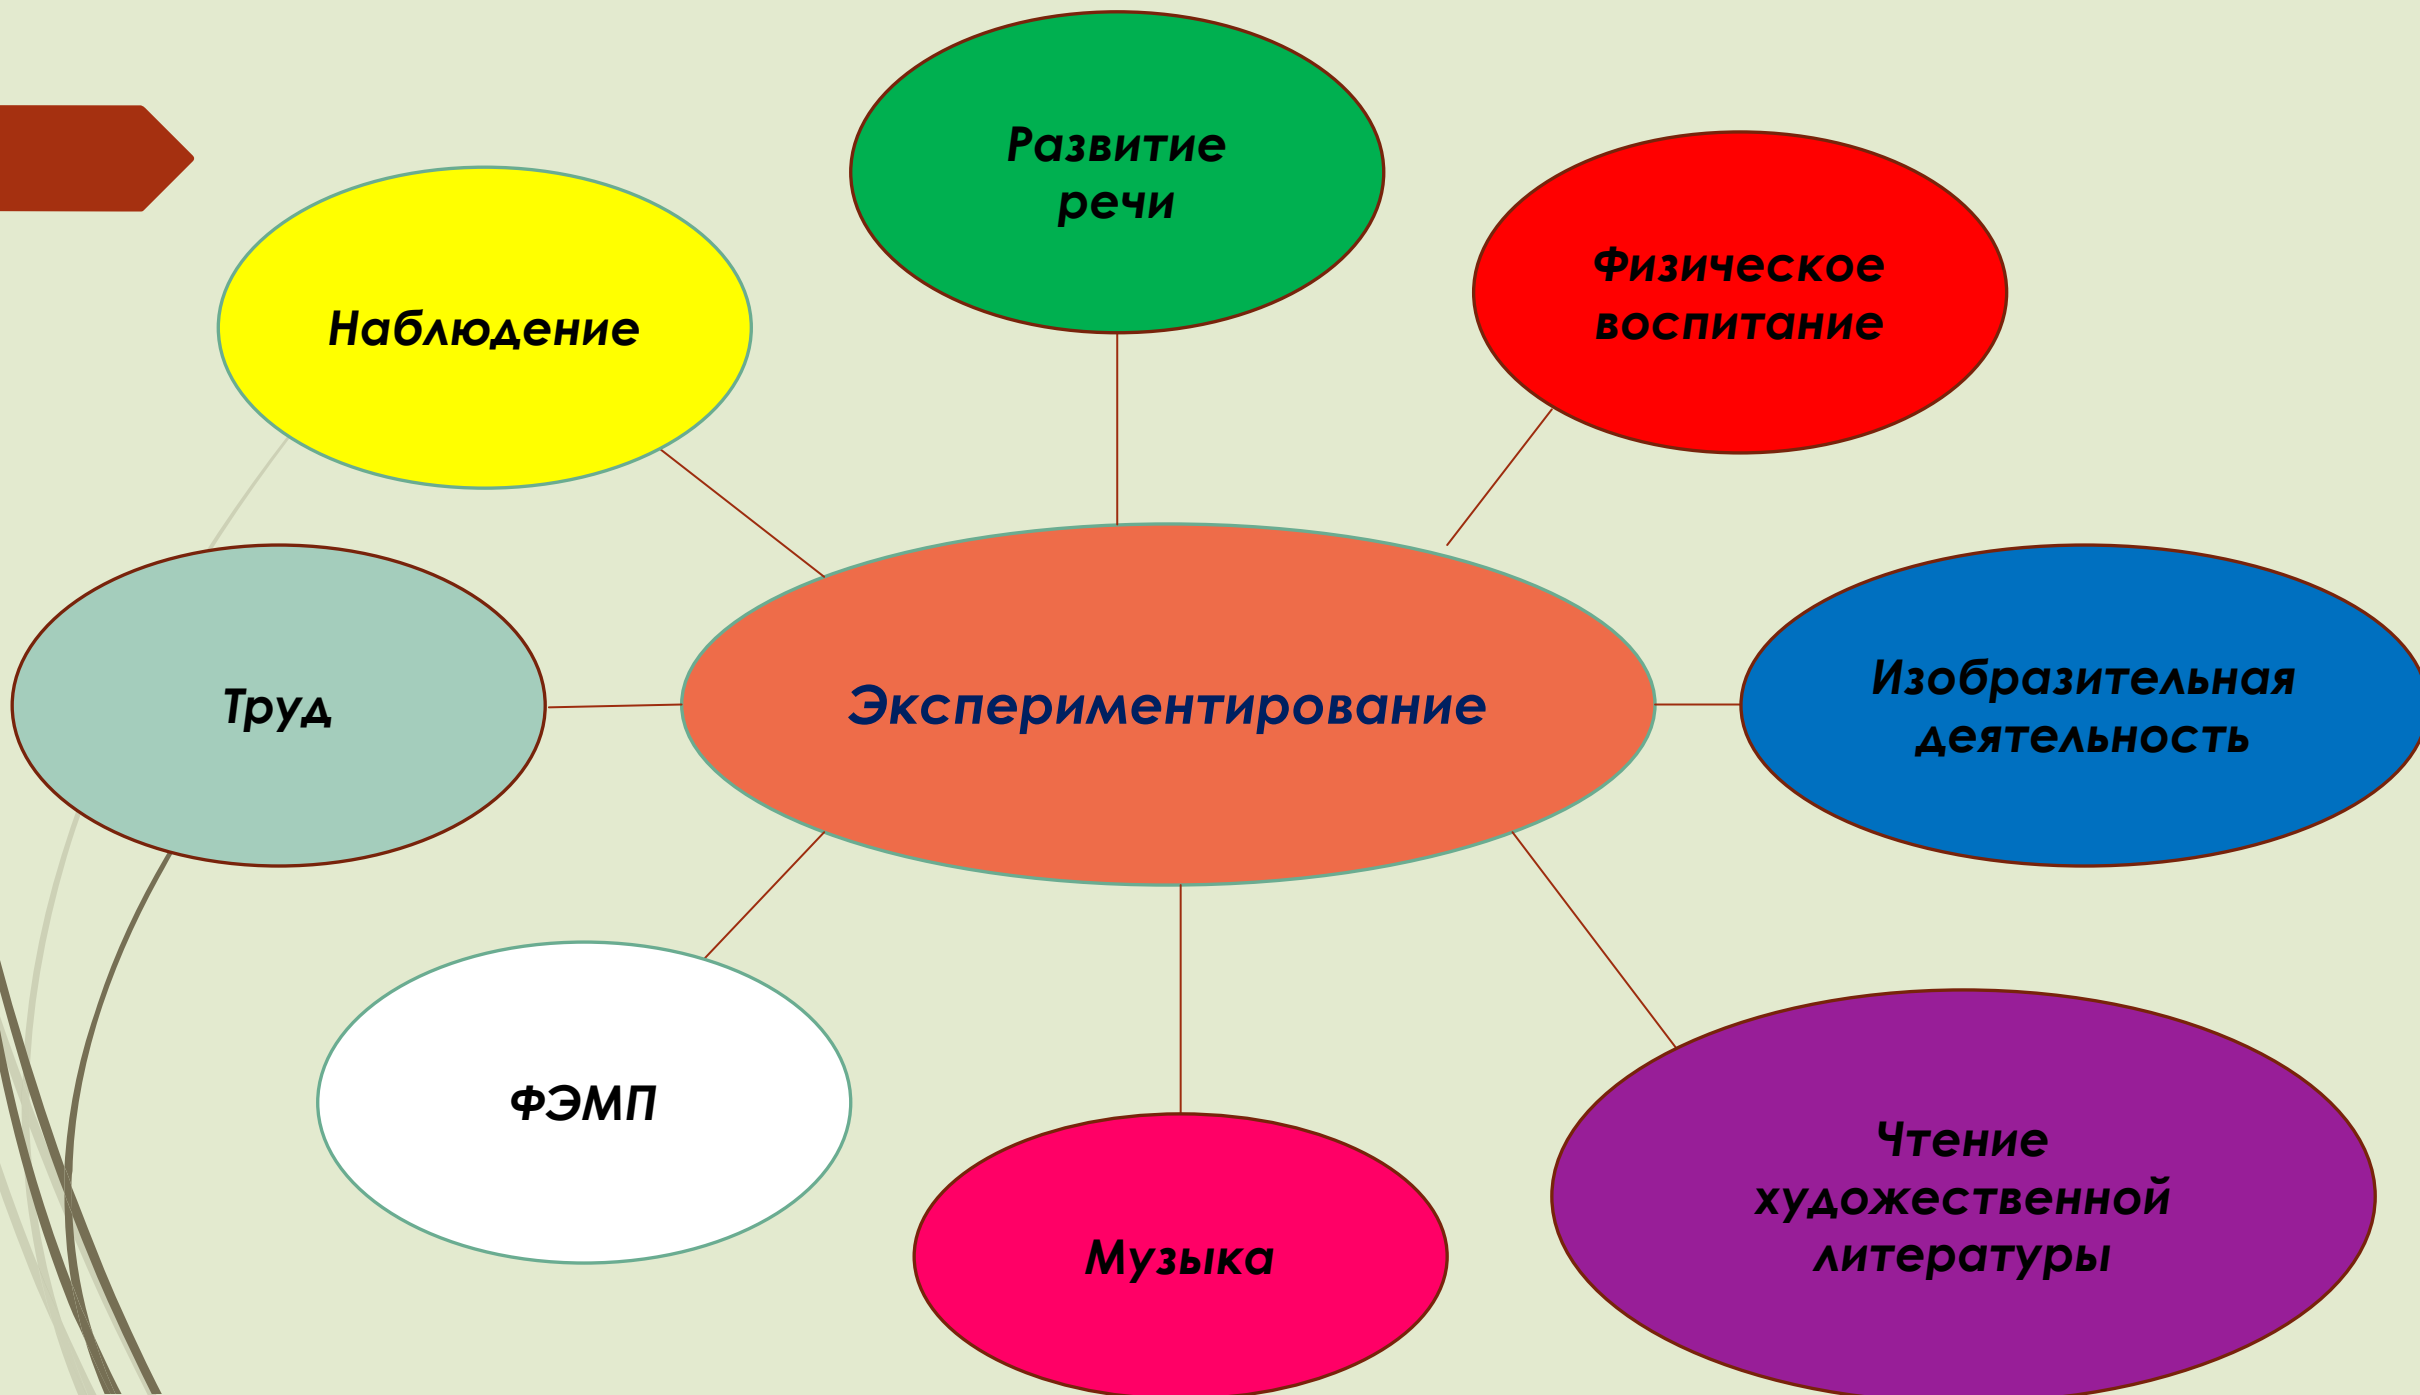 Развитие
речи
Физическое
воспитание
Наблюдение
Изобразительная
деятельность
Труд
Экспериментирование
ФЭМП
Чтение
художественной
литературы
Музыка